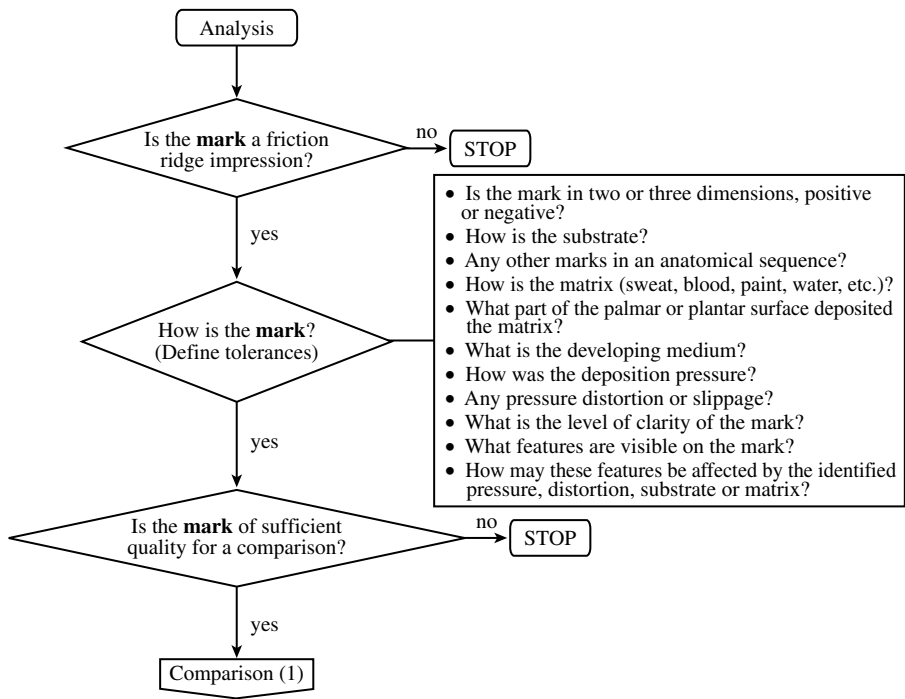 Analysis
Is the mark a friction
ridge impression?
no
STOP
yes
How is the mark?
(Define tolerances)
• Is the mark in two or three dimensions, positive
or negative?
• How is the substrate?
• Any other marks in an anatomical sequence?
• How is the matrix (sweat, blood, paint, water, etc.)?
• What part of the palmar or plantar surface deposited
the matrix?
• What is the developing medium?
• How was the deposition pressure?
• Any pressure distortion or slippage?
• What is the level of clarity of the mark?
• What features are visible on the mark?
• How may these features be affected by the identified
pressure, distortion, substrate or matrix?
yes
Is the mark of sufficient
quality for a comparison?
no
STOP
yes
Comparison (1)